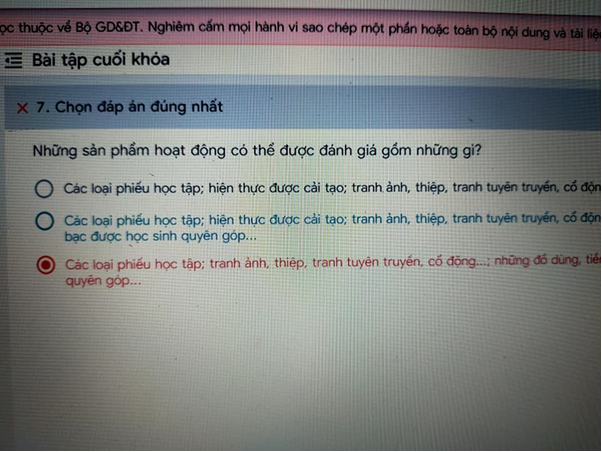 ọc thuộc về Bộ GD&ĐT. Nghiêm cấm mọi hành vi sao chép một phần hoặc toàn bộ nội dung và tài liệ
Bài tập cuối khóa
7. Chọn đáp án đúng nhất
Những sản phẩm hoạt động có thể được đánh giá gồm những gì?
Các loại phiếu học tập; hiện thực được cải tạo; tranh ảnh, thiệp, tranh tuyên truyền, cổ độn
Các loại phiếu học tập; hiện thực được cải tạo; tranh ảnh, thiệp, tranh tuyên truyền, cổ độn
bạc được học sinh quyên góp...
Các loại phiếu học tập; tranh ảnh, thiệp, tranh tuyên truyền, cổ động...; những đồ dùng, tiề
quyên góp...